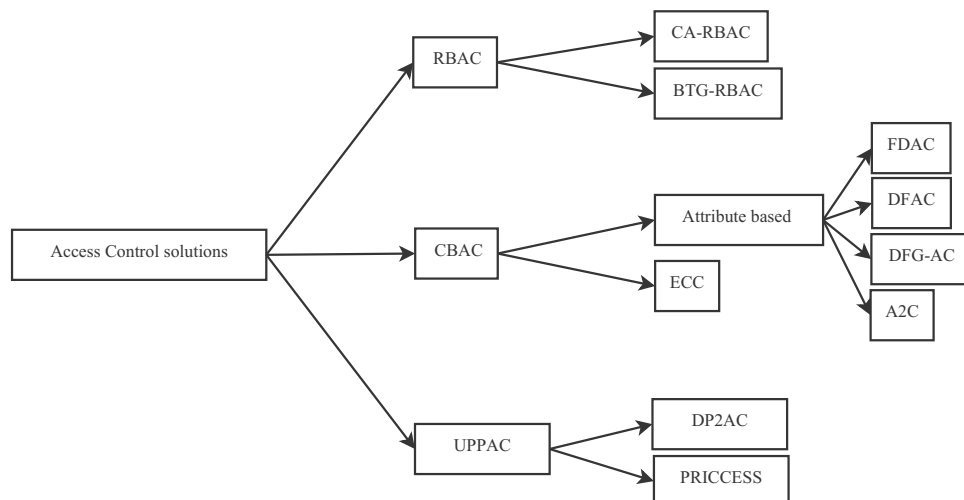 CA-RBAC
RBAC
BTG-RBAC
FDAC
DFAC
Attribute based
Access Control solutions
CBAC
DFG-AC
ECC
A2C
DP2AC
UPPAC
PRICCESS